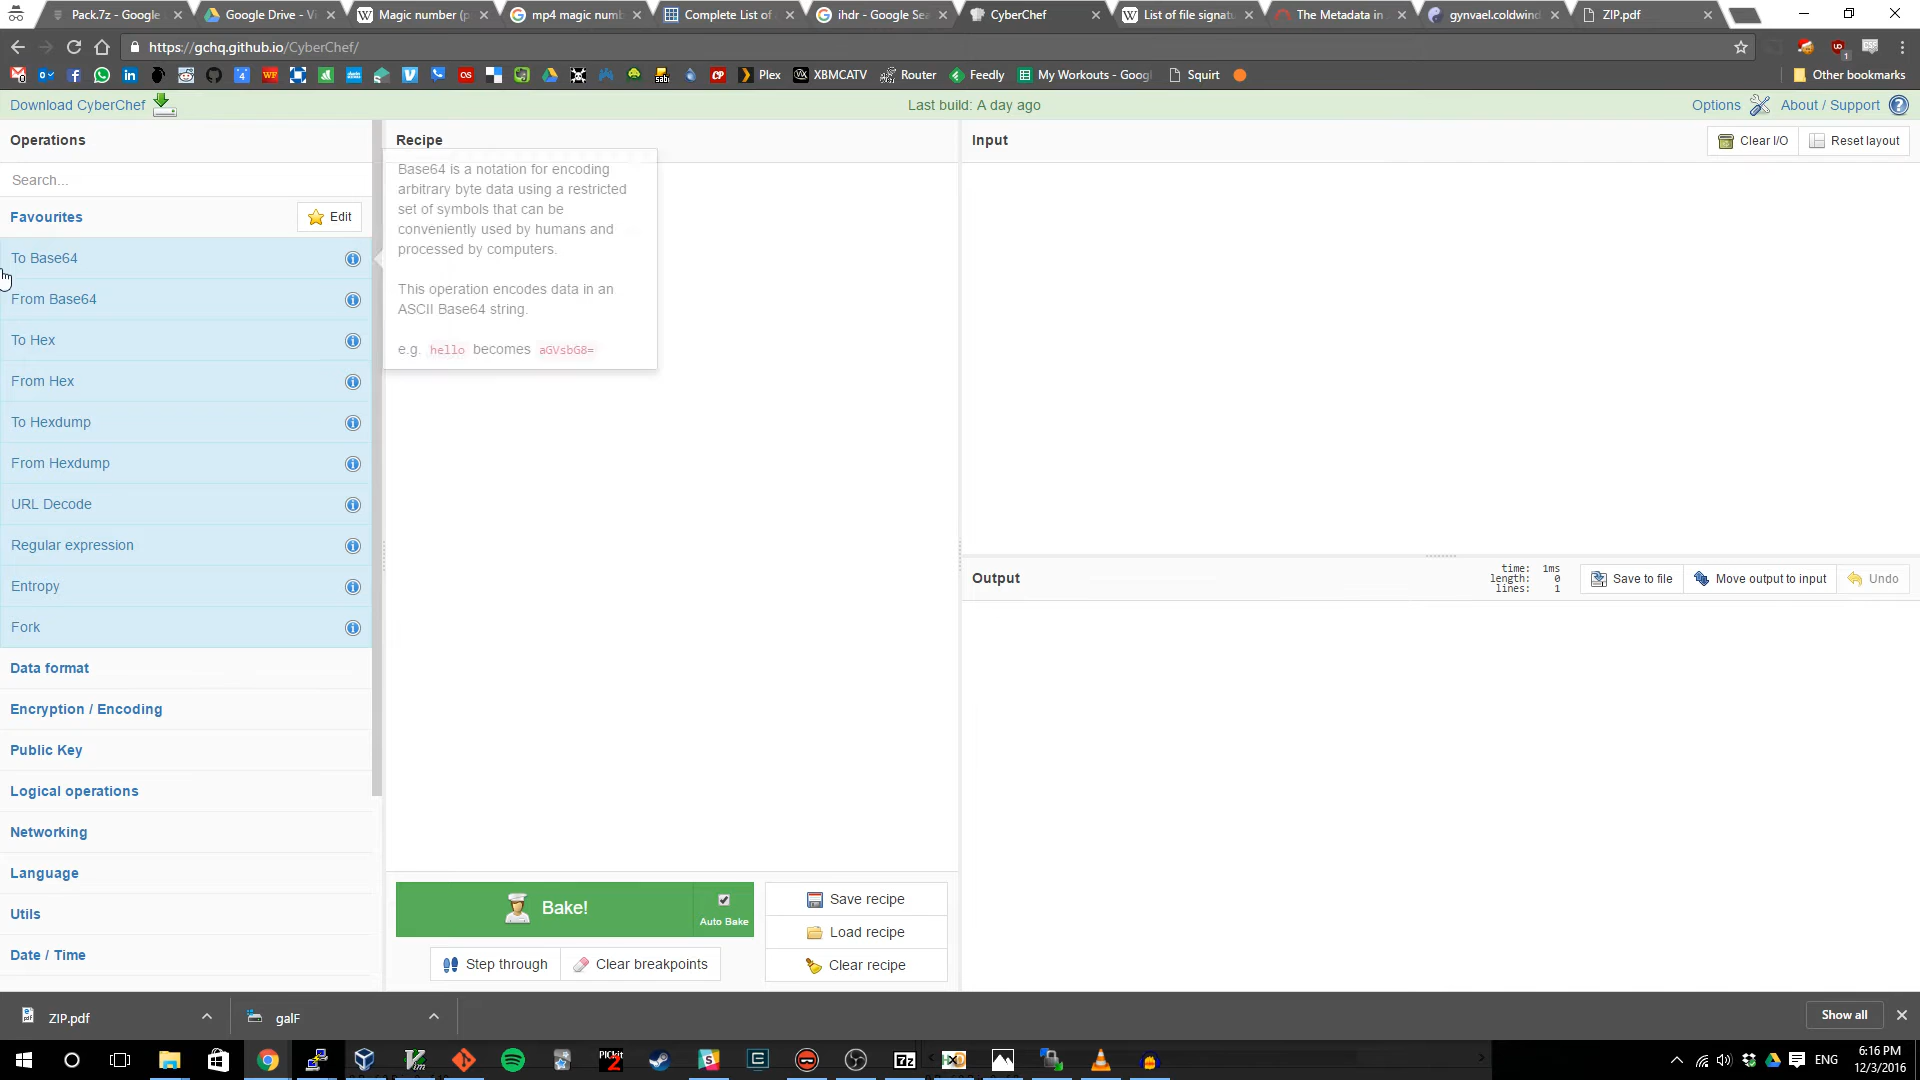 Pack.7z - Google
Google Drive - Vi
Magic number (p
mp4 magic numb
Complete List of
ihdr - Google Sea
CyberChef
List of file signatu
The Metadata in
gynvael.coldwind
ZIP.pdf
https://gchq.github.io/CyberChef/
Plex
XBMCATV
Router
Feedly
My Workouts - Googl
Squirt
Other bookmarks
Download CyberChef
Last build: A day ago
Options
About / Support
Operations
Recipe
Input
Clear I/O
Reset layout
Search...
Favourites
Edit
To Base64
From Base64
To Hex
From Hex
To Hexdump
From Hexdump
URL Decode
Regular expression
Entropy
Fork
Data format
Encryption / Encoding
Public Key
Logical operations
Networking
Language
Utils
Date / Time
Base64 is a notation for encoding
arbitrary byte data using a restricted
set of symbols that can be
conveniently used by humans and
processed by computers.
This operation encodes data in an
ASCII Base64 string.
e.g. hello becomes aGVsbG8=
Output
time: 1ms
length: 0
lines: 1
Save to file
Move output to input
Undo
Bake!
Auto Bake
Save recipe
Load recipe
Clear recipe
Step through
Clear breakpoints
ZIP.pdf
galF
Show all
ENG
6:16 PM
12/3/2016